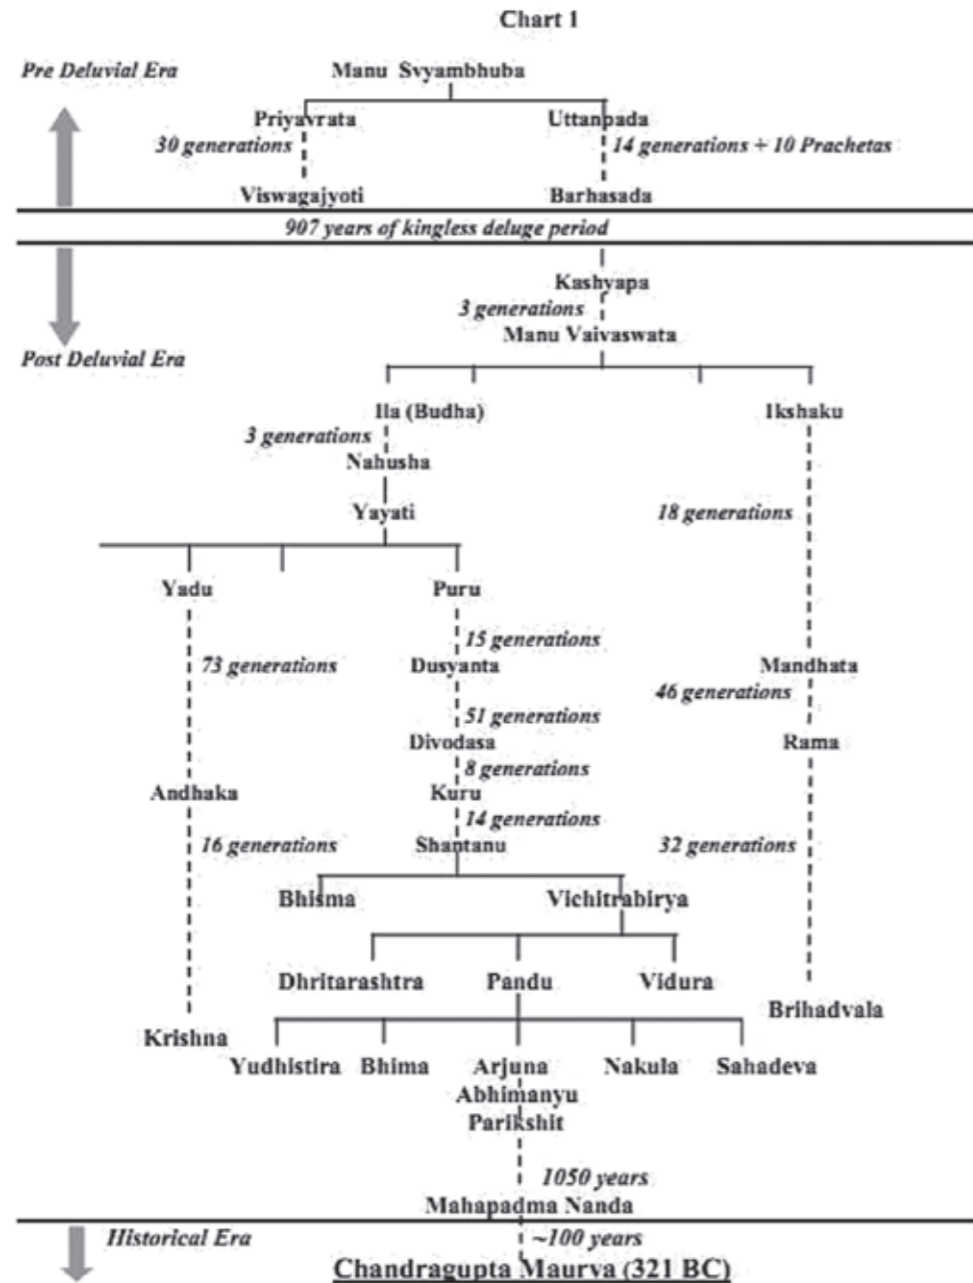 Chart 1
Pre Deluvial Era
Manu Svyambhuba
Priyavrata
Uttanpada
30 generations
14 generations + 10 Prachetas
Viswagajyoti
Barhasada
907 years of kingless deluge period
Kashyapa
3 generations
Manu Vaivaswata
Post Deluvial Era
Ila (Budha)
Ikshaku
3 generations
Nahusha
Yayati
18 generations
Yadu
Puru
15 generations
73 generations
Dusyanta
Mandhata
46 generations
51 generations
Divodasa
Rama
8 generations
Andhaka
Kuru
14 generations
16 generations
Shantanu
32 generations
Bhisma
Vichitrabirya
Dhritarashtra
Pandu
Vidura
Brihadvala
Krishna
Yudhistira
Bhima
Arjuna
Nakula
Sahadeva
Abhimanyu
Parikshit
1050 years
Mahapadma Nanda
Historical Era
~100 years
Chandragupta Maurva (321 BC)